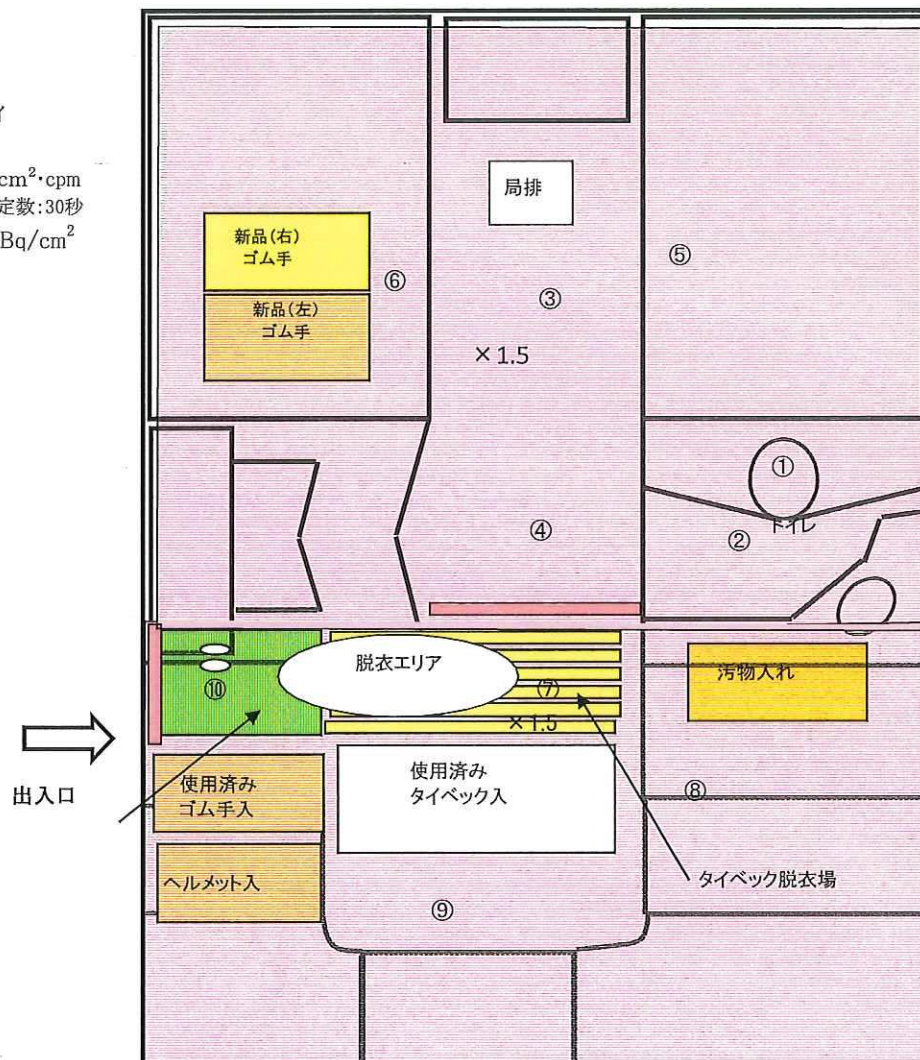 イ
cm²･cpm
定数:30秒
Bq/cm²
局排
新品(右)
ゴム手
⑤
⑥
新品(左)
ゴム手
③
×1.5
①
トイレ
④
②
脱衣エリア
⑦
×1.5
⑩
汚物入れ
出入口
使用済み
ゴム手入
使用済み
タイベック入
⑧
ヘルメット入
タイベック脱衣場
⑨